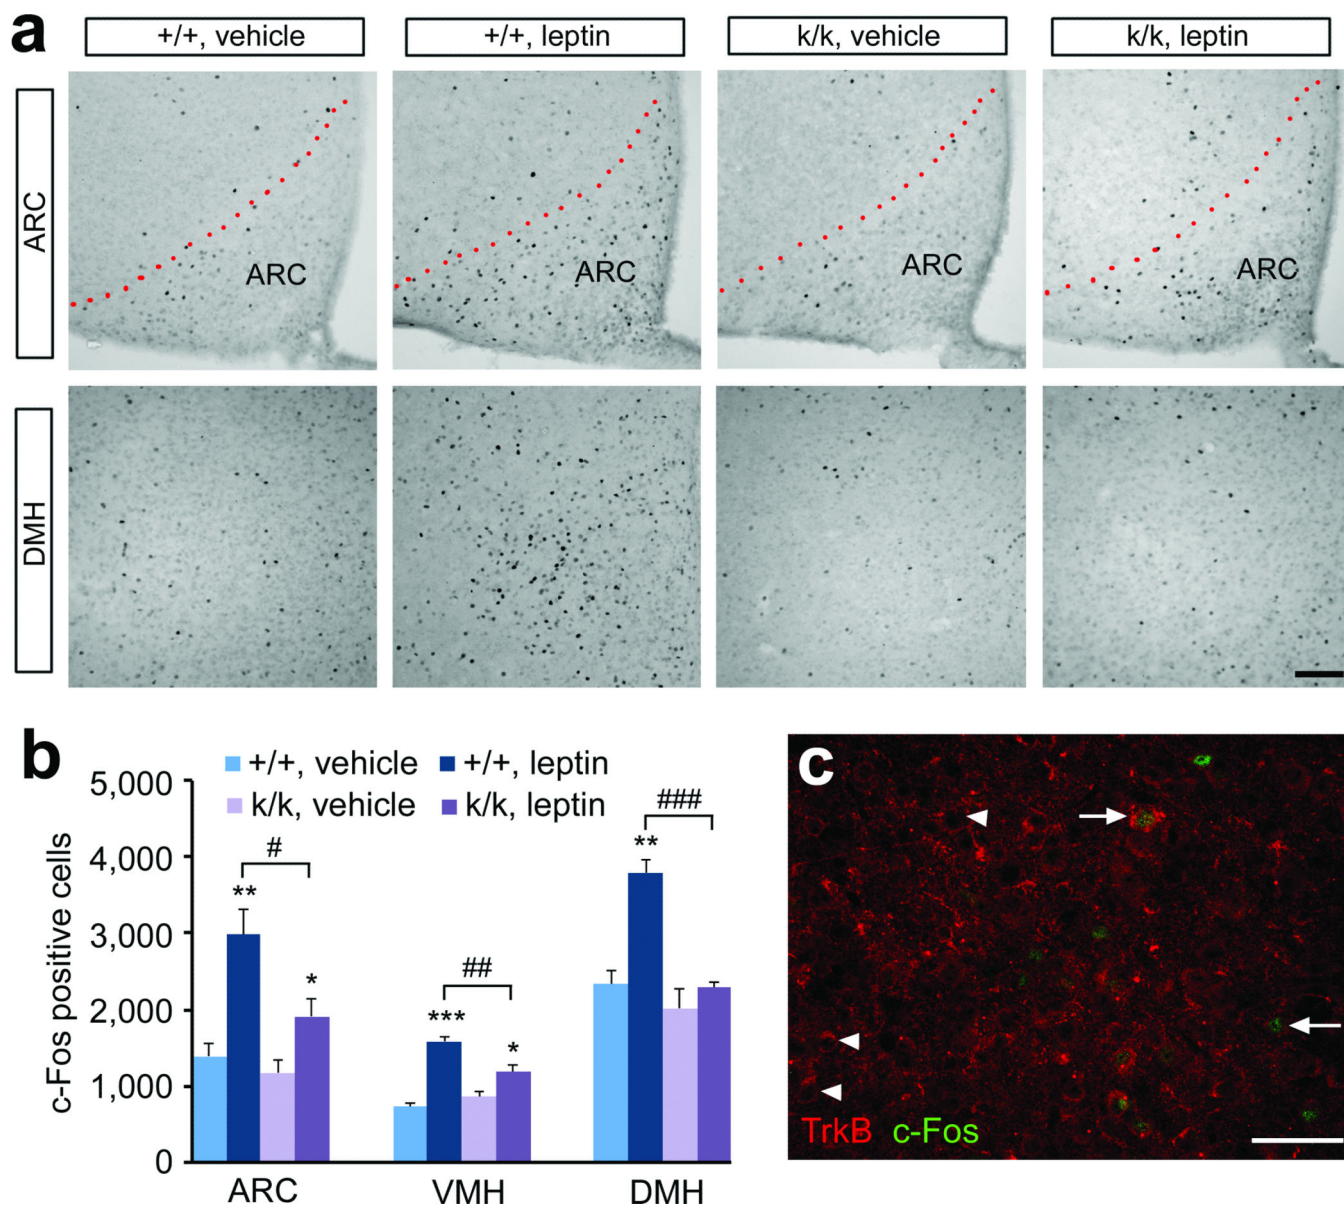 a
+/+, vehicle
+/+, leptin
k/k, vehicle
k/k, leptin
ARC
ARC
ARC
ARC
ARC
DMH
b
+/+, vehicle
+/+, leptin
k/k, vehicle
k/k, leptin
c-Fos positive cells
5,000
4,000
3,000
2,000
1,000
0
**
#
*
***
##
*
**
###
ARC
VMH
DMH
c
TrkB c-Fos